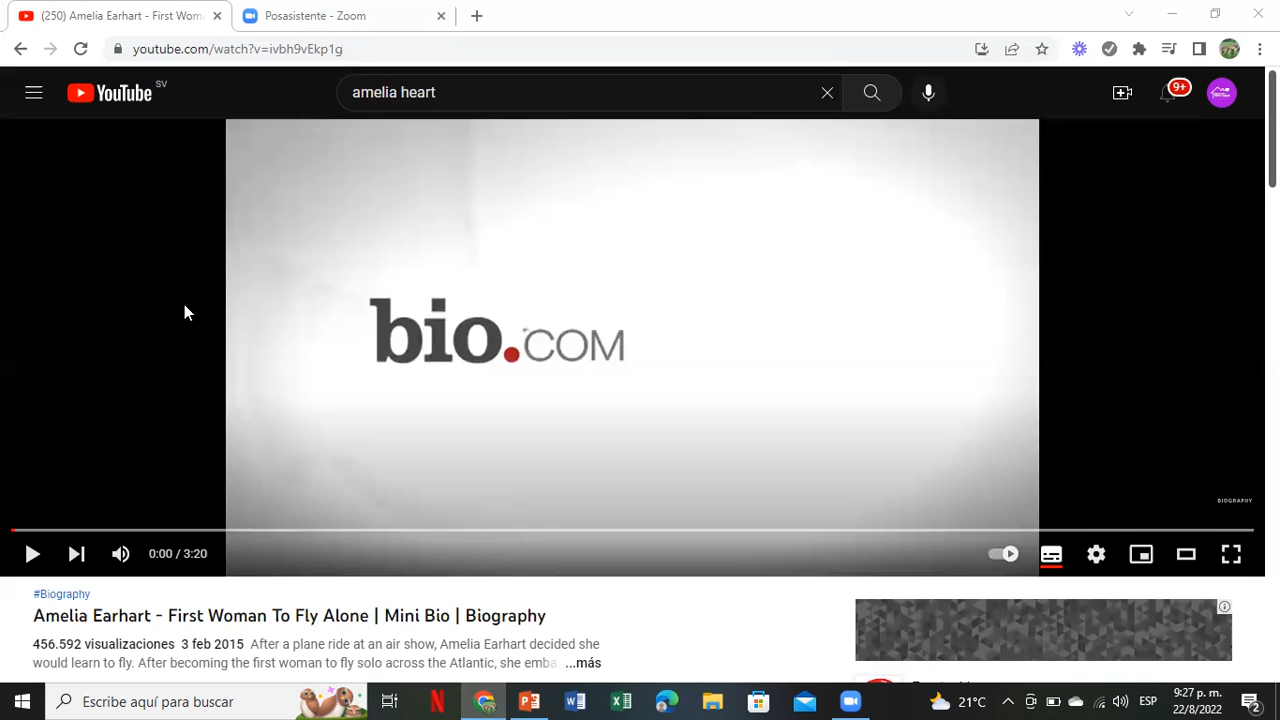 (250) Amelia Earhart - First Wom
Posasistente - Zoom
youtube.com/watch?v=ivbh9vEkp1g
YouTube SV
amelia heart
9+
bio.COM
BIOGRAPHY
0:00 / 3:20
#Biography
Amelia Earhart - First Woman To Fly Alone | Mini Bio | Biography
456.592 visualizaciones 3 feb 2015 After a plane ride at an air show, Amelia Earhart decided she
would learn to fly. After becoming the first woman to fly solo across the Atlantic, she emba ...más
Escribe aquí para buscar
21°C
ESP
9:27 p. m.
22/8/2022
2